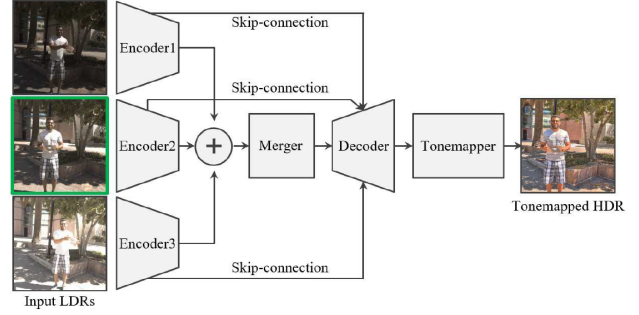 Skip-connection
Encoder1
Skip-connection
Encoder2
+
Merger
Decoder
Tonemapper
Tonemapped HDR
Encoder3
Skip-connection
Input LDRs